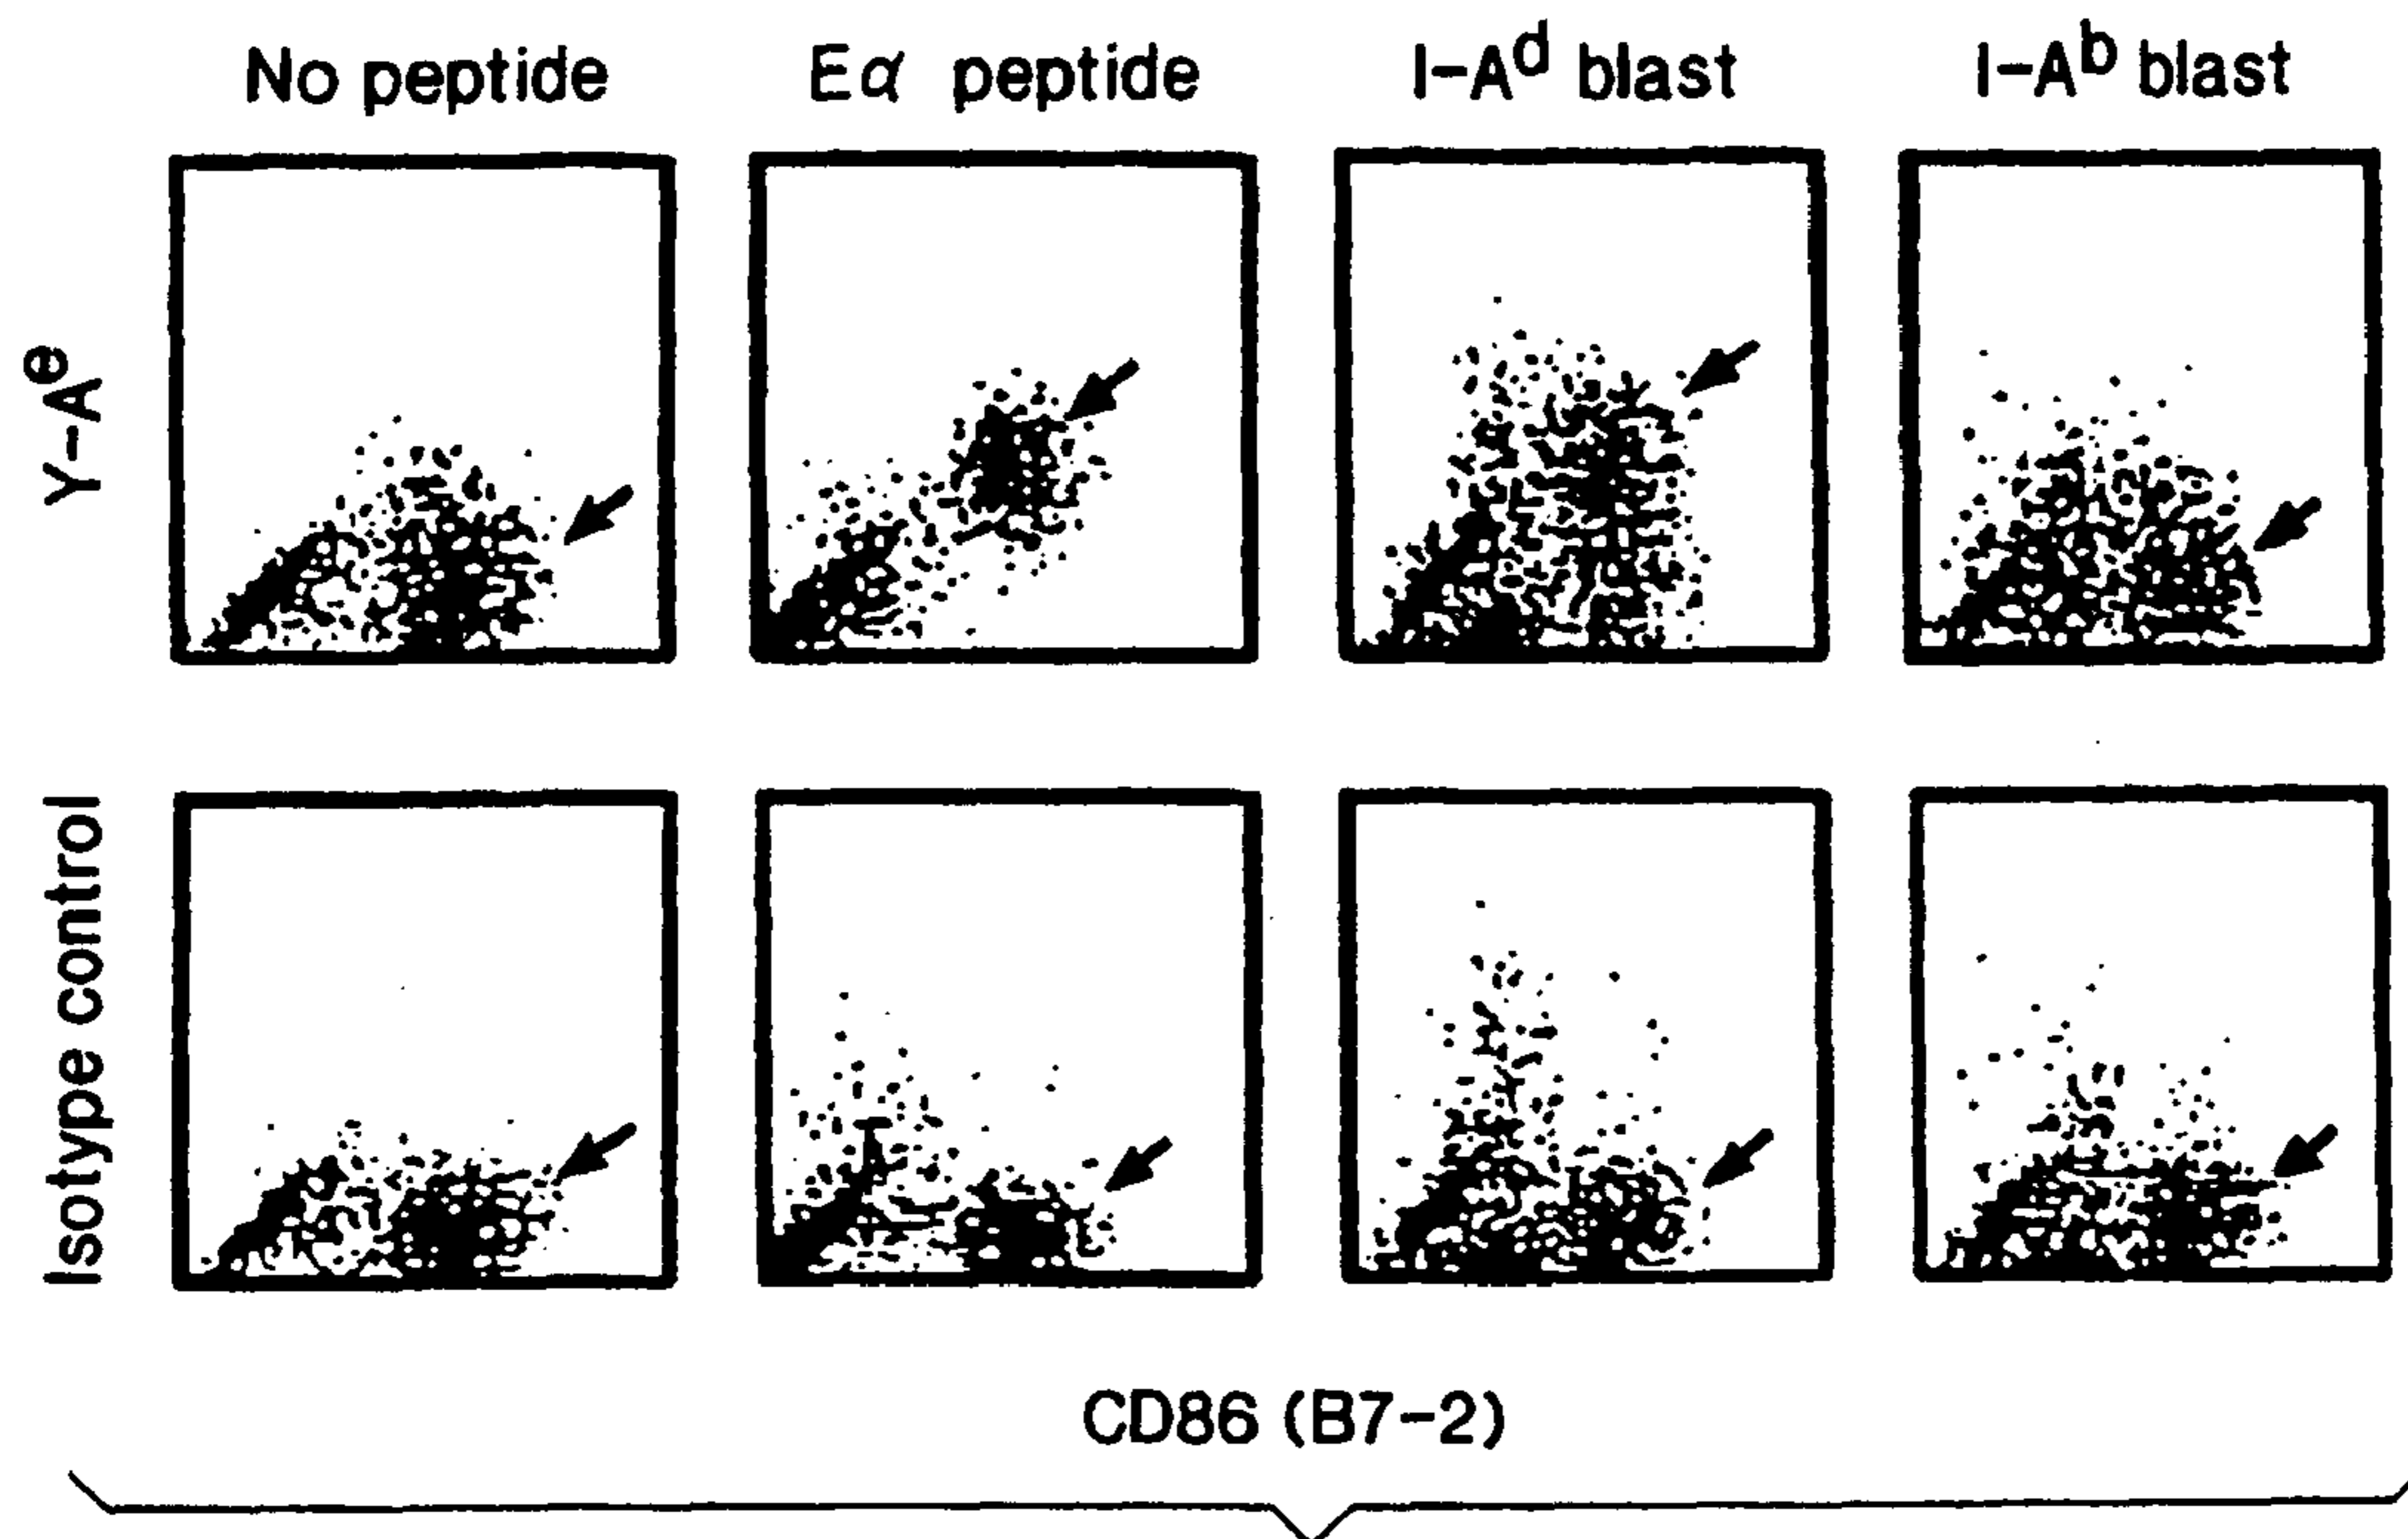 No peptide
Eα peptide
I-Aᵈ blast
I-Aᵇ blast
Y-Aᵉ
Isotype control
CD86 (B7-2)